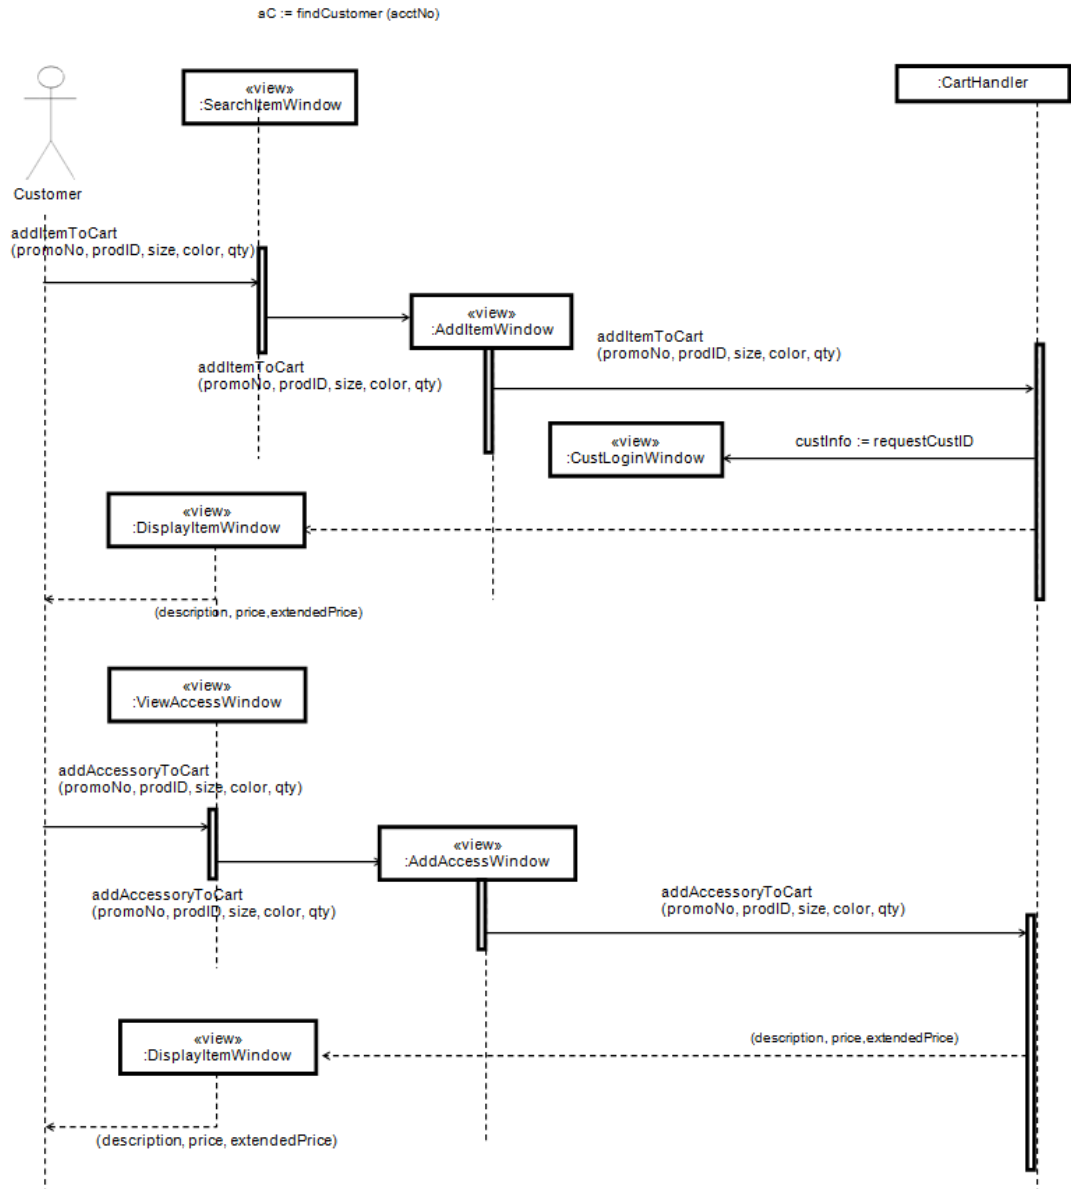 aC := findCustomer (acctNo)
«view»
:SearchItemWindow
:CartHandler
Customer
addItemToCart
(promoNo, prodID, size, color, qty)
«view»
:AddItemWindow
addItemToCart
(promoNo, prodID, size, color, qty)
addItemToCart
(promoNo, prodID, size, color, qty)
«view»
:CustLoginWindow
custInfo := requestCustID
«view»
:DisplayItemWindow
(description, price,extendedPrice)
«view»
:ViewAccessWindow
addAccessoryToCart
(promoNo, prodID, size, color, qty)
«view»
:AddAccessWindow
addAccessoryToCart
(promoNo, prodID, size, color, qty)
addAccessoryToCart
(promoNo, prodID, size, color, qty)
«view»
:DisplayItemWindow
(description, price,extendedPrice)
(description, price, extendedPrice)